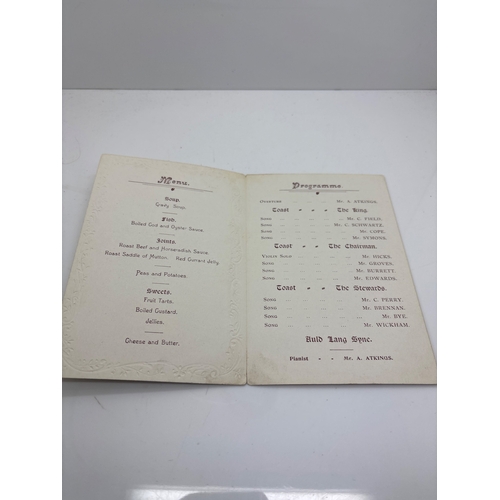 Menu.
Soup.
Gravy Soup.
Fish.
Boiled Cod and Oyster Sauce.
Joints.
Roast Beef and Horseradish Sauce.
Roast Saddle of Mutton. Red Currant Jelly.
Peas and Potatoes.
Sweets.
Fruit Tarts.
Boiled Custard.
Jellies.
Cheese and Butter.
Programme.
Overture Mr. A. Atkings.
Toast - - - The King.
Song Mr. C. Field.
Song Mr. C. Schwartz.
Song Mr. Cope.
Song Mr. Symons.
Toast - - The Chairman.
Violin Solo Mr. Hicks.
Song Mr. Groves.
Song Mr. Burrett.
Song Mr. Edwards.
Toast - - The Stewards.
Song Mr. C. Perry.
Song Mr. Brennan.
Song Mr. Bye.
Song Mr. Wickham.
Auld Lang Syne.
Pianist - - Mr. A. Atkings.